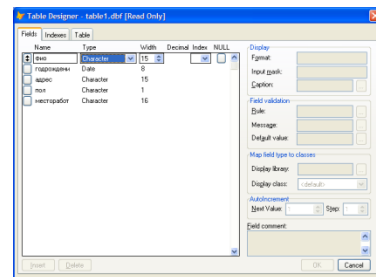 Table Designer - table1.dbf [Read Only]
Fields Indexes Table
Name Type Width Decimal Index NULL
фио Character 15
годрождени Date 8
адрес Character 15
пол Character 1
месторабот Character 16
Insert Delete
Display
Format:
Input mask:
Caption:
Field validation
Rule:
Message:
Default value:
Map field type to classes
Display library:
Display class: <default>
AutoIncrement
Next Value: 1 Step: 1
Field comment:
OK Cancel